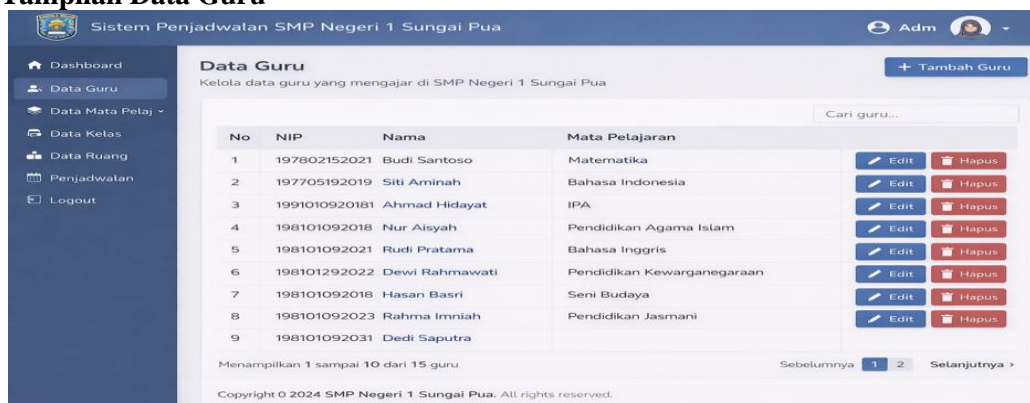 Tampilan Data Guru
Sistem Penjadwalan SMP Negeri 1 Sungai Pua
Adm
Dashboard
Data Guru
Data Mata Pelaj
Data Kelas
Data Ruang
Penjadwalan
Logout
Data Guru
Kelola data guru yang mengajar di SMP Negeri 1 Sungai Pua
+ Tambah Guru
Cari guru...
No NIP Nama Mata Pelajaran
1 197802152021 Budi Santoso Matematika Edit Hapus
2 197705192019 Siti Aminah Bahasa Indonesia Edit Hapus
3 1991010920181 Ahmad Hidayat IPA Edit Hapus
4 198101092018 Nur Aisyah Pendidikan Agama Islam Edit Hapus
5 198101092021 Rudi Pratama Bahasa Inggris Edit Hapus
6 198101292022 Dewi Rahmawati Pendidikan Kewarganegaraan Edit Hapus
7 198101092018 Hasan Basri Seni Budaya Edit Hapus
8 198101092023 Rahma Imniah Pendidikan Jasmani Edit Hapus
9 198101092031 Dedi Saputra
Menampilkan 1 sampai 10 dari 15 guru
Sebelumnya 1 2 Selanjutnya ›
Copyright 0 2024 SMP Negeri 1 Sungai Pua. All rights reserved.